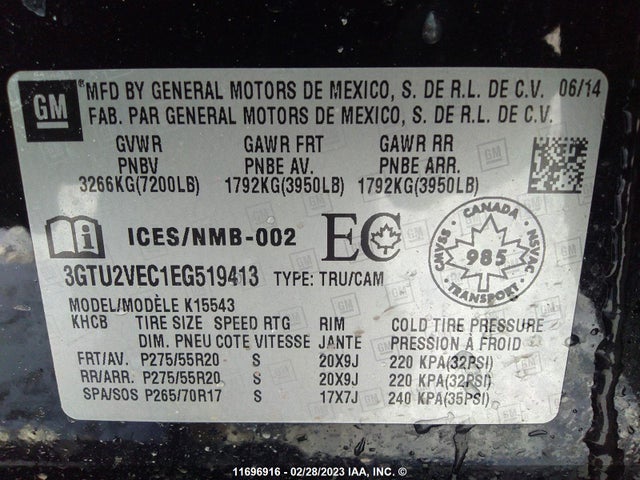 GM
®MFD BY GENERAL MOTORS DE MEXICO, S. DE R.L. DE C.V. 06/14
FAB. PAR GENERAL MOTORS DE MEXICO, S. DE R.L. DE C.V.
GVWR GAWR FRT GAWR RR
PNBV PNBE AV. PNBE ARR.
3266KG(7200LB) 1792KG(3950LB) 1792KG(3950LB)
i ICES/NMB-002 EC
CANADA
CMVSS 985 NSVAC
3GTU2VEC1EG519413 TYPE: TRU/CAM
MODEL/MODÈLE K15543
KHCB TIRE SIZE SPEED RTG RIM COLD TIRE PRESSURE
DIM. PNEU COTE VITESSE JANTE PRESSION À FROID
FRT/AV. P275/55R20 S 20X9J 220 KPA(32PSI)
RR/ARR. P275/55R20 S 20X9J 220 KPA(32PSI)
SPA/SOS P265/70R17 S 17X7J 240 KPA(35PSI)
11696916 - 02/28/2023 IAA, INC. ©